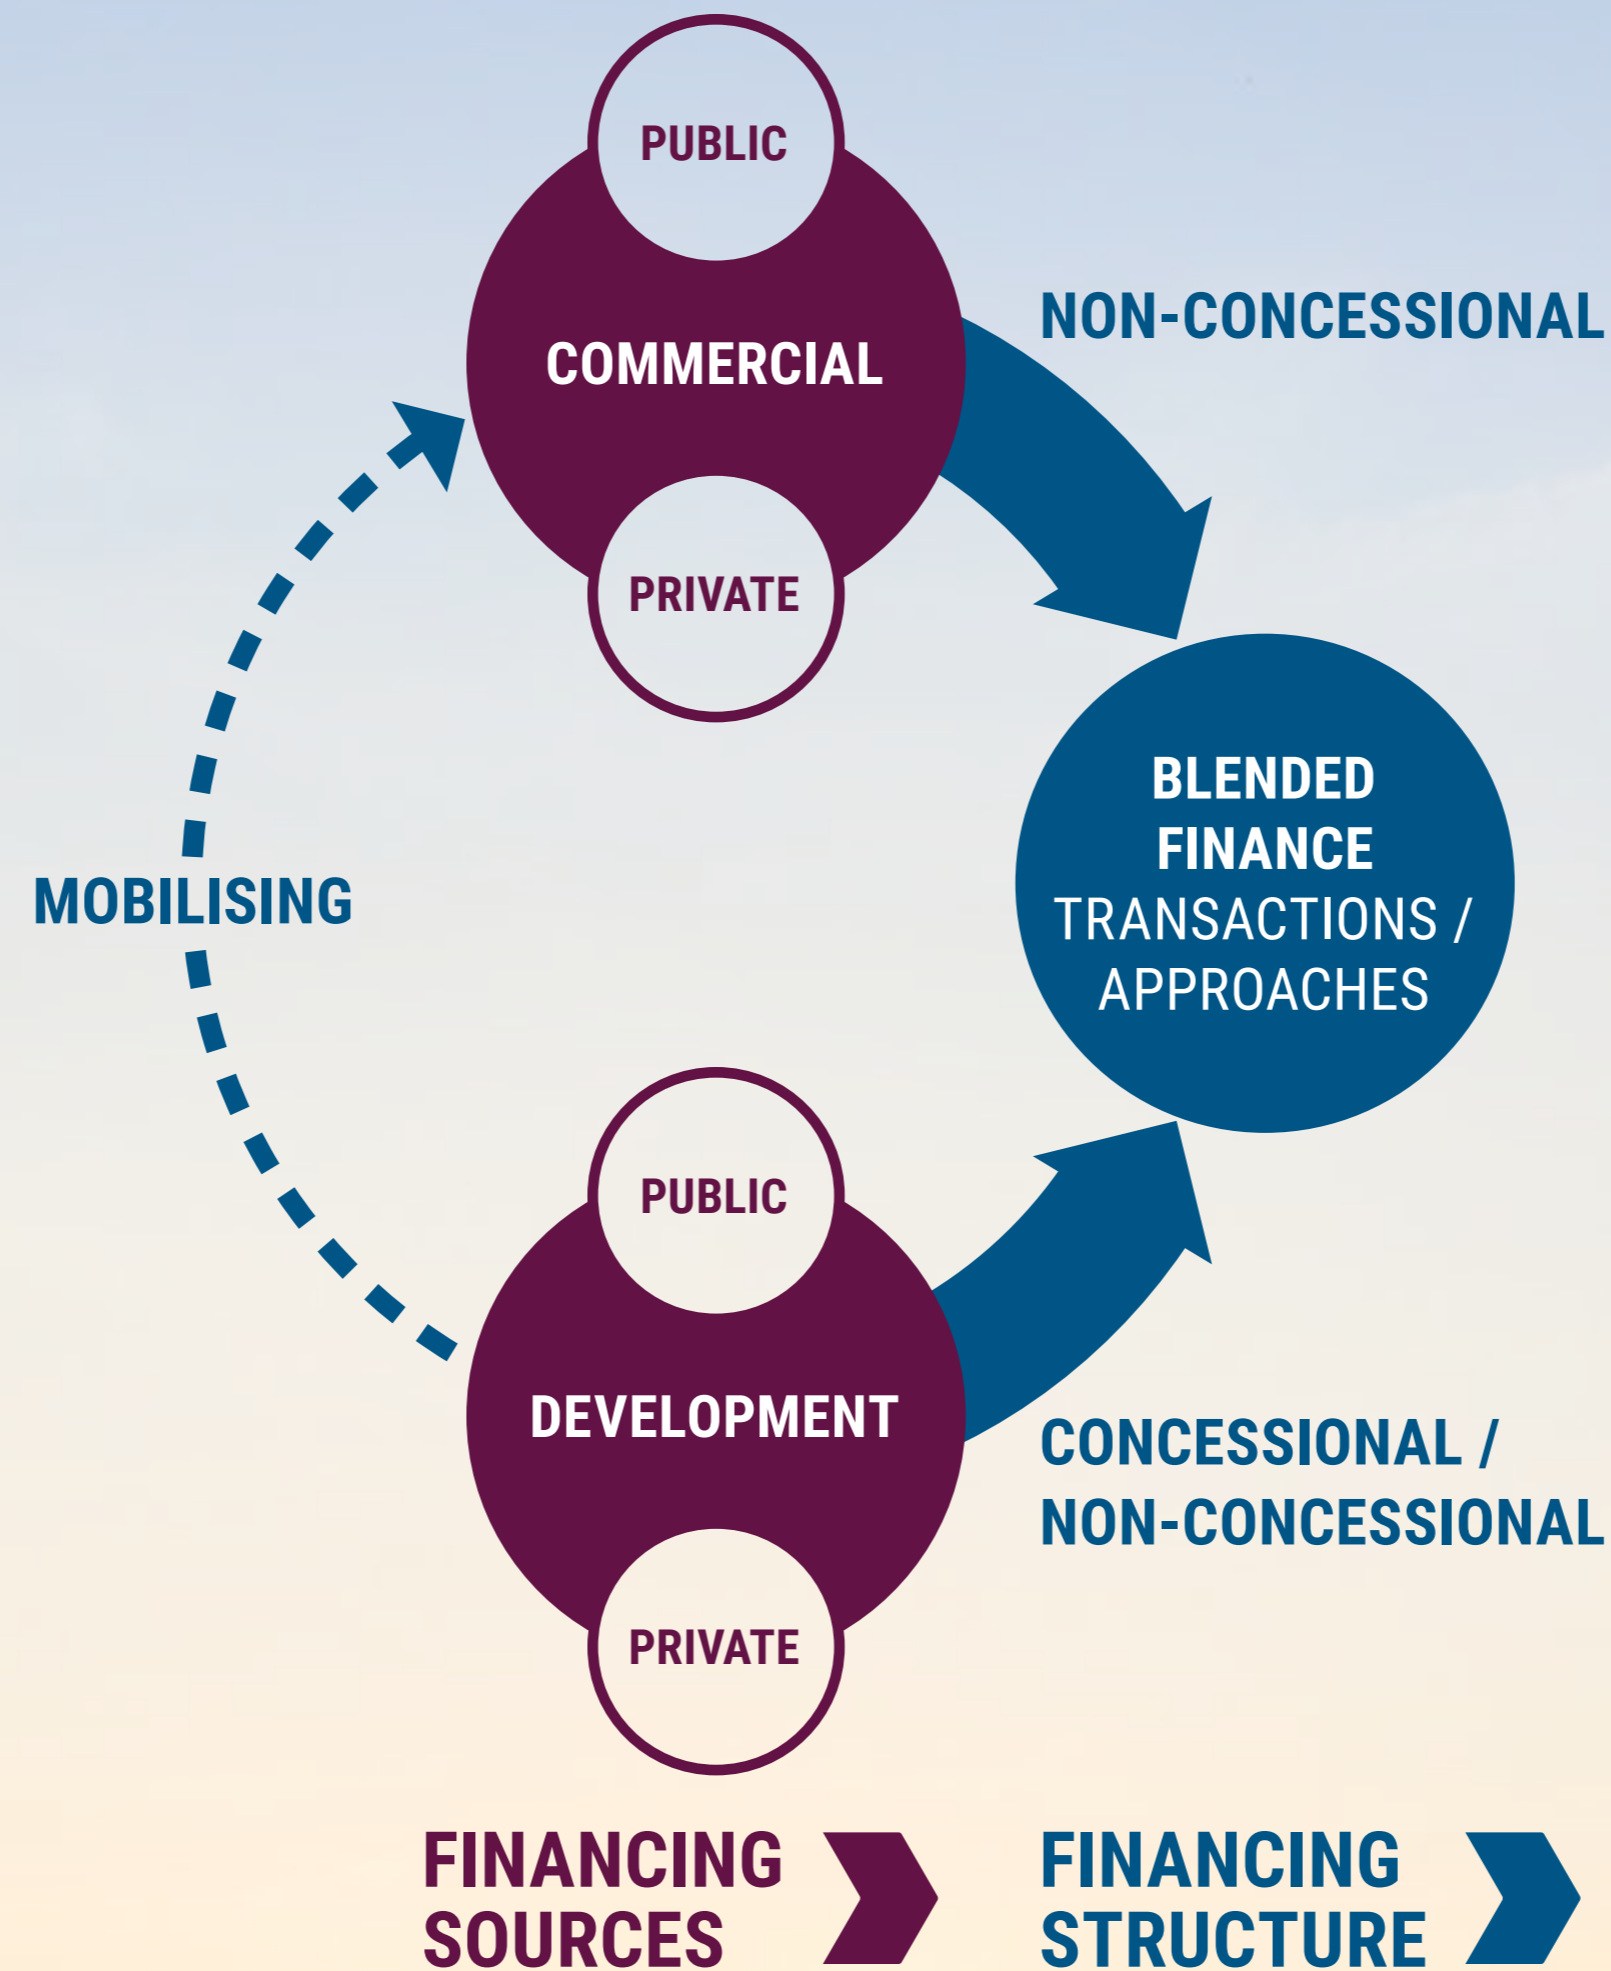 PUBLIC
COMMERCIAL
PRIVATE
NON-CONCESSIONAL
MOBILISING
BLENDED
FINANCE
TRANSACTIONS /
APPROACHES
PUBLIC
DEVELOPMENT
PRIVATE
CONCESSIONAL /
NON-CONCESSIONAL
FINANCING
SOURCES
FINANCING
STRUCTURE